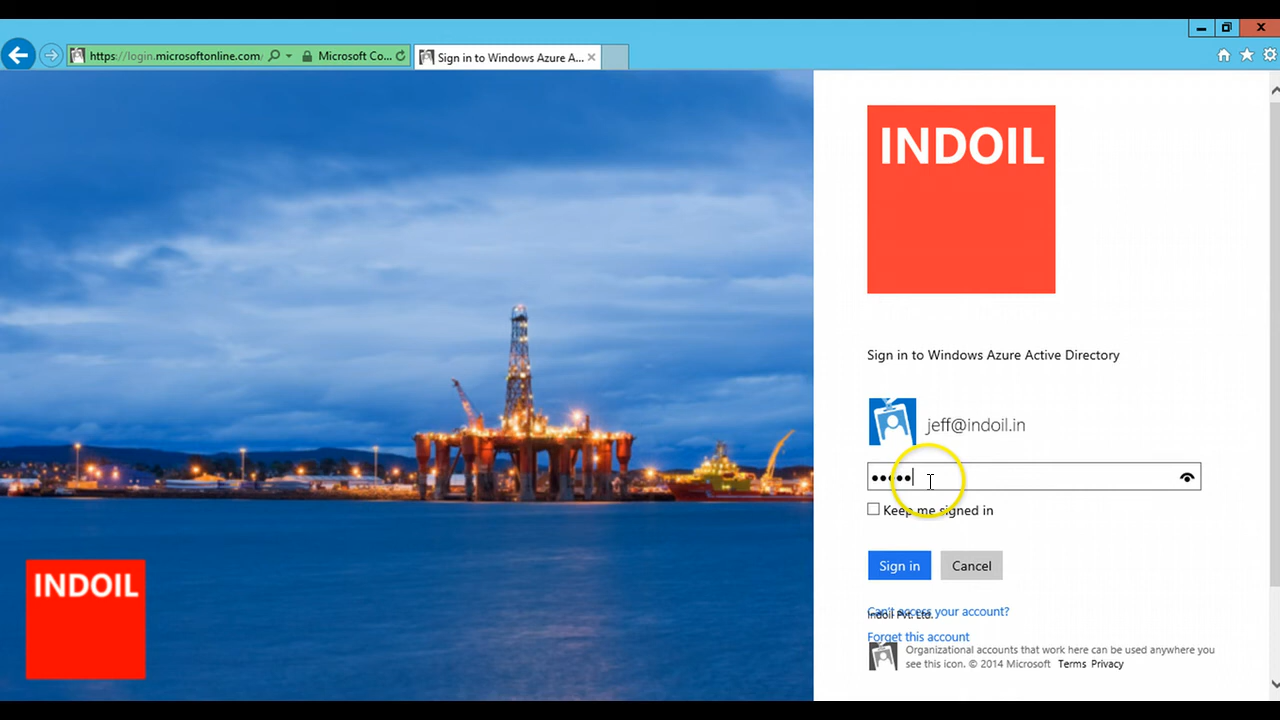 https://login.microsoftonline.com
Microsoft Co...
Sign in to Windows Azure A...
INDOIL
Sign in to Windows Azure Active Directory
jeff@indoil.in
Keep me signed in
Sign in
Cancel
Can't access your account?
Indoil Pvt. Ltd.
Forget this account
Organizational accounts that work here can be used anywhere you
see this icon. © 2014 Microsoft Terms Privacy
INDOIL